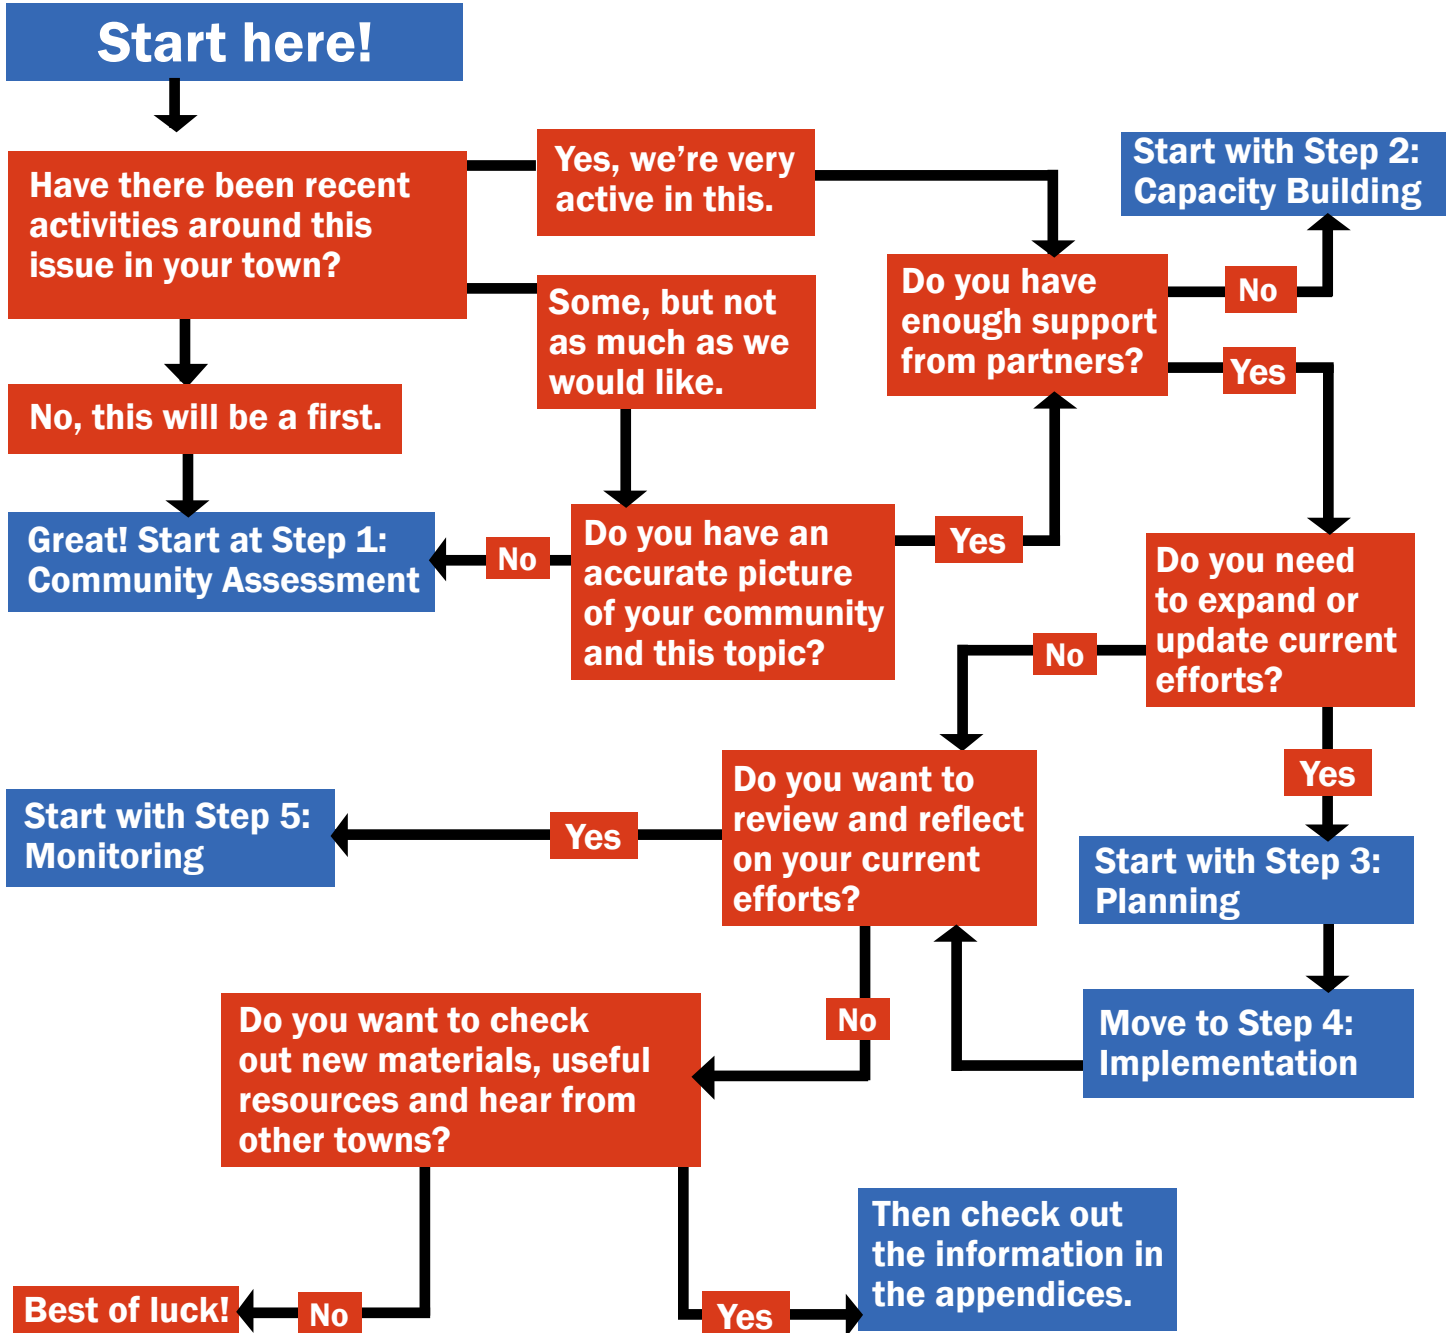 Start here!
Have there been recent
activities around this
issue in your town?
Yes, we're very
active in this.
Some, but not
as much as we
would like.
No, this will be a first.
Great! Start at Step 1:
Community Assessment
No
Do you have an
accurate picture
of your community
and this topic?
Yes
Do you have
enough support
from partners?
No
Start with Step 2:
Capacity Building
Yes
Do you need
to expand or
update current
efforts?
No
Yes
Start with Step 3:
Planning
Move to Step 4:
Implementation
Do you want to
review and reflect
on your current
efforts?
Yes
Start with Step 5:
Monitoring
No
Do you want to check
out new materials, useful
resources and hear from
other towns?
No
Best of luck!
Yes
Then check out
the information in
the appendices.